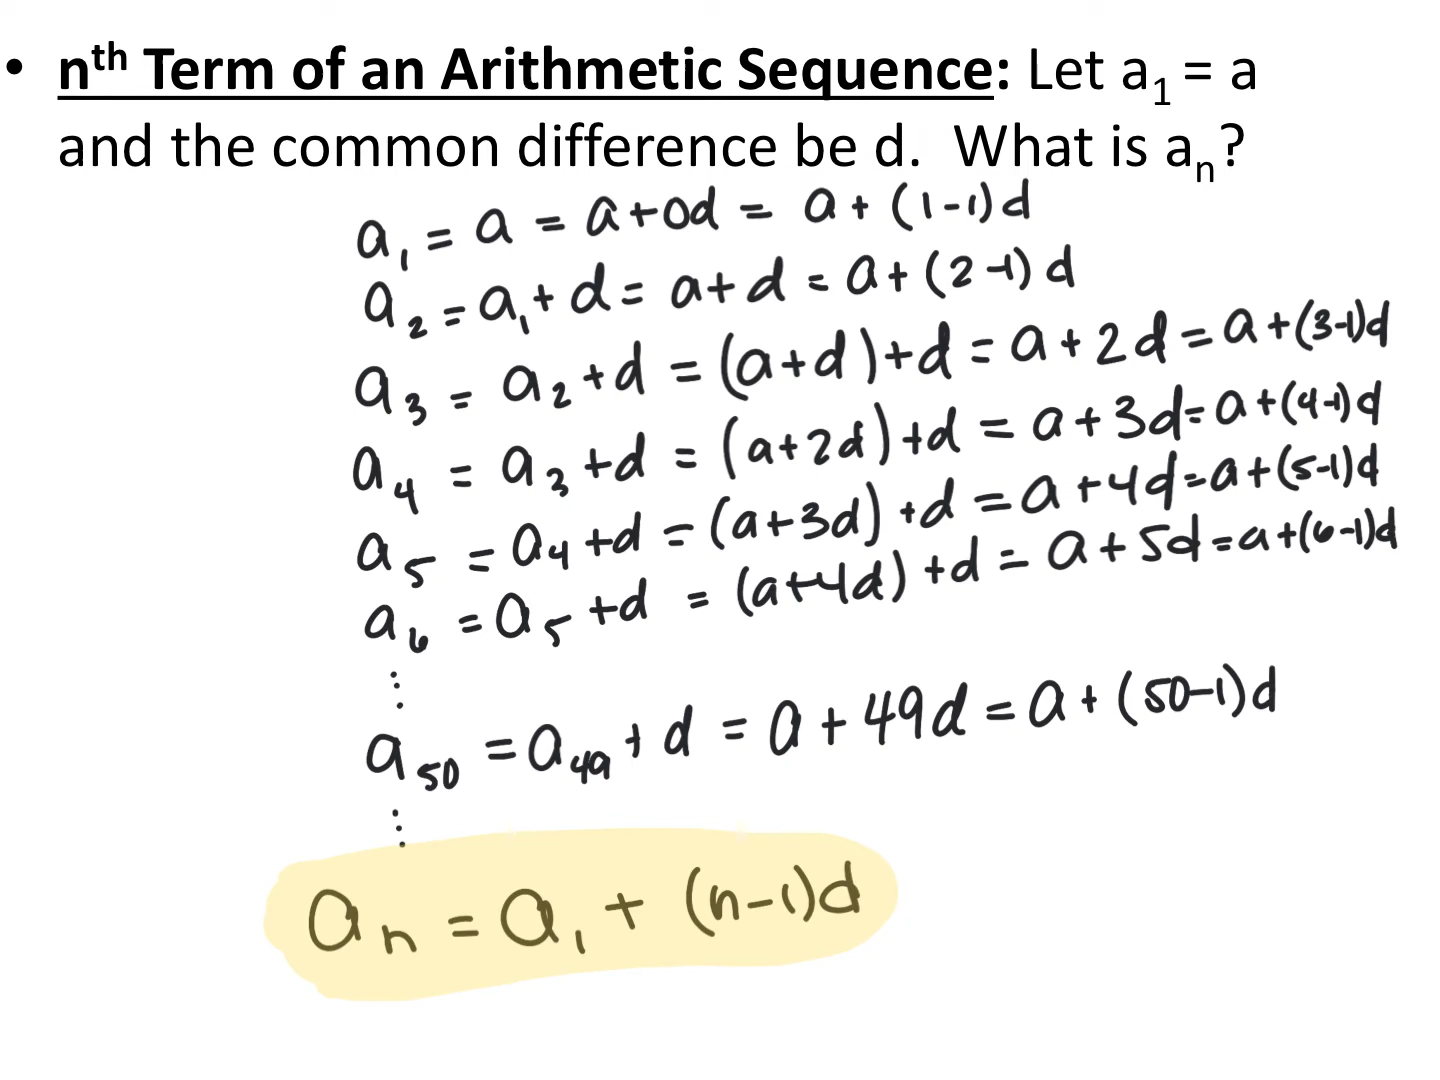 • nth Term of an Arithmetic Sequence: Let a₁ = a
and the common difference be d. What is aₙ?
a₁ = a = a+0d = a + (1-1)d
a₂ = a₁ + d = a+d = a+(2-1)d
a₃ = a₂+d = (a+d)+d = a+2d = a+(3-1)d
a₄ = a₃+d = (a+2d)+d = a+3d = a+(4-1)d
a₅ = a₄+d = (a+3d)+d = a+4d = a+(5-1)d
a₆ = a₅+d = (a+4d)+d = a+5d = a+(6-1)d
⋮
a₅₀ = a₄₉ + d = a + 49d = a + (50-1)d
⋮
aₙ = a₁ + (n-1)d